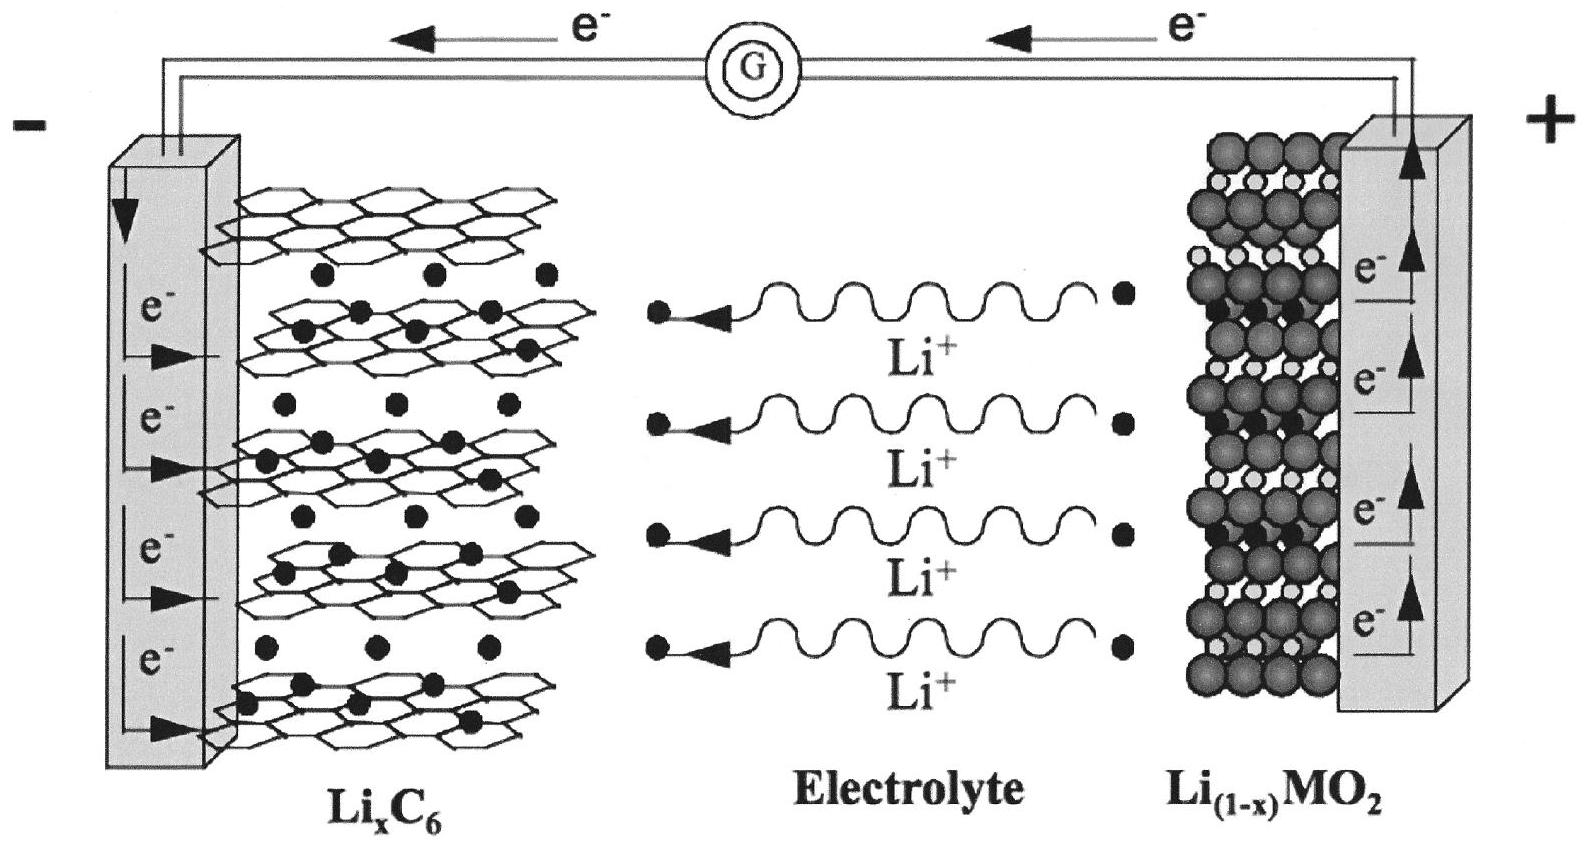 e⁻ e⁻
G
- +
e⁻ e⁻
e⁻ e⁻
e⁻ e⁻
e⁻ e⁻
Li⁺
Li⁺
Li⁺
Li⁺
LiₓC₆ Electrolyte Li₍₁₋ₓ₎MO₂